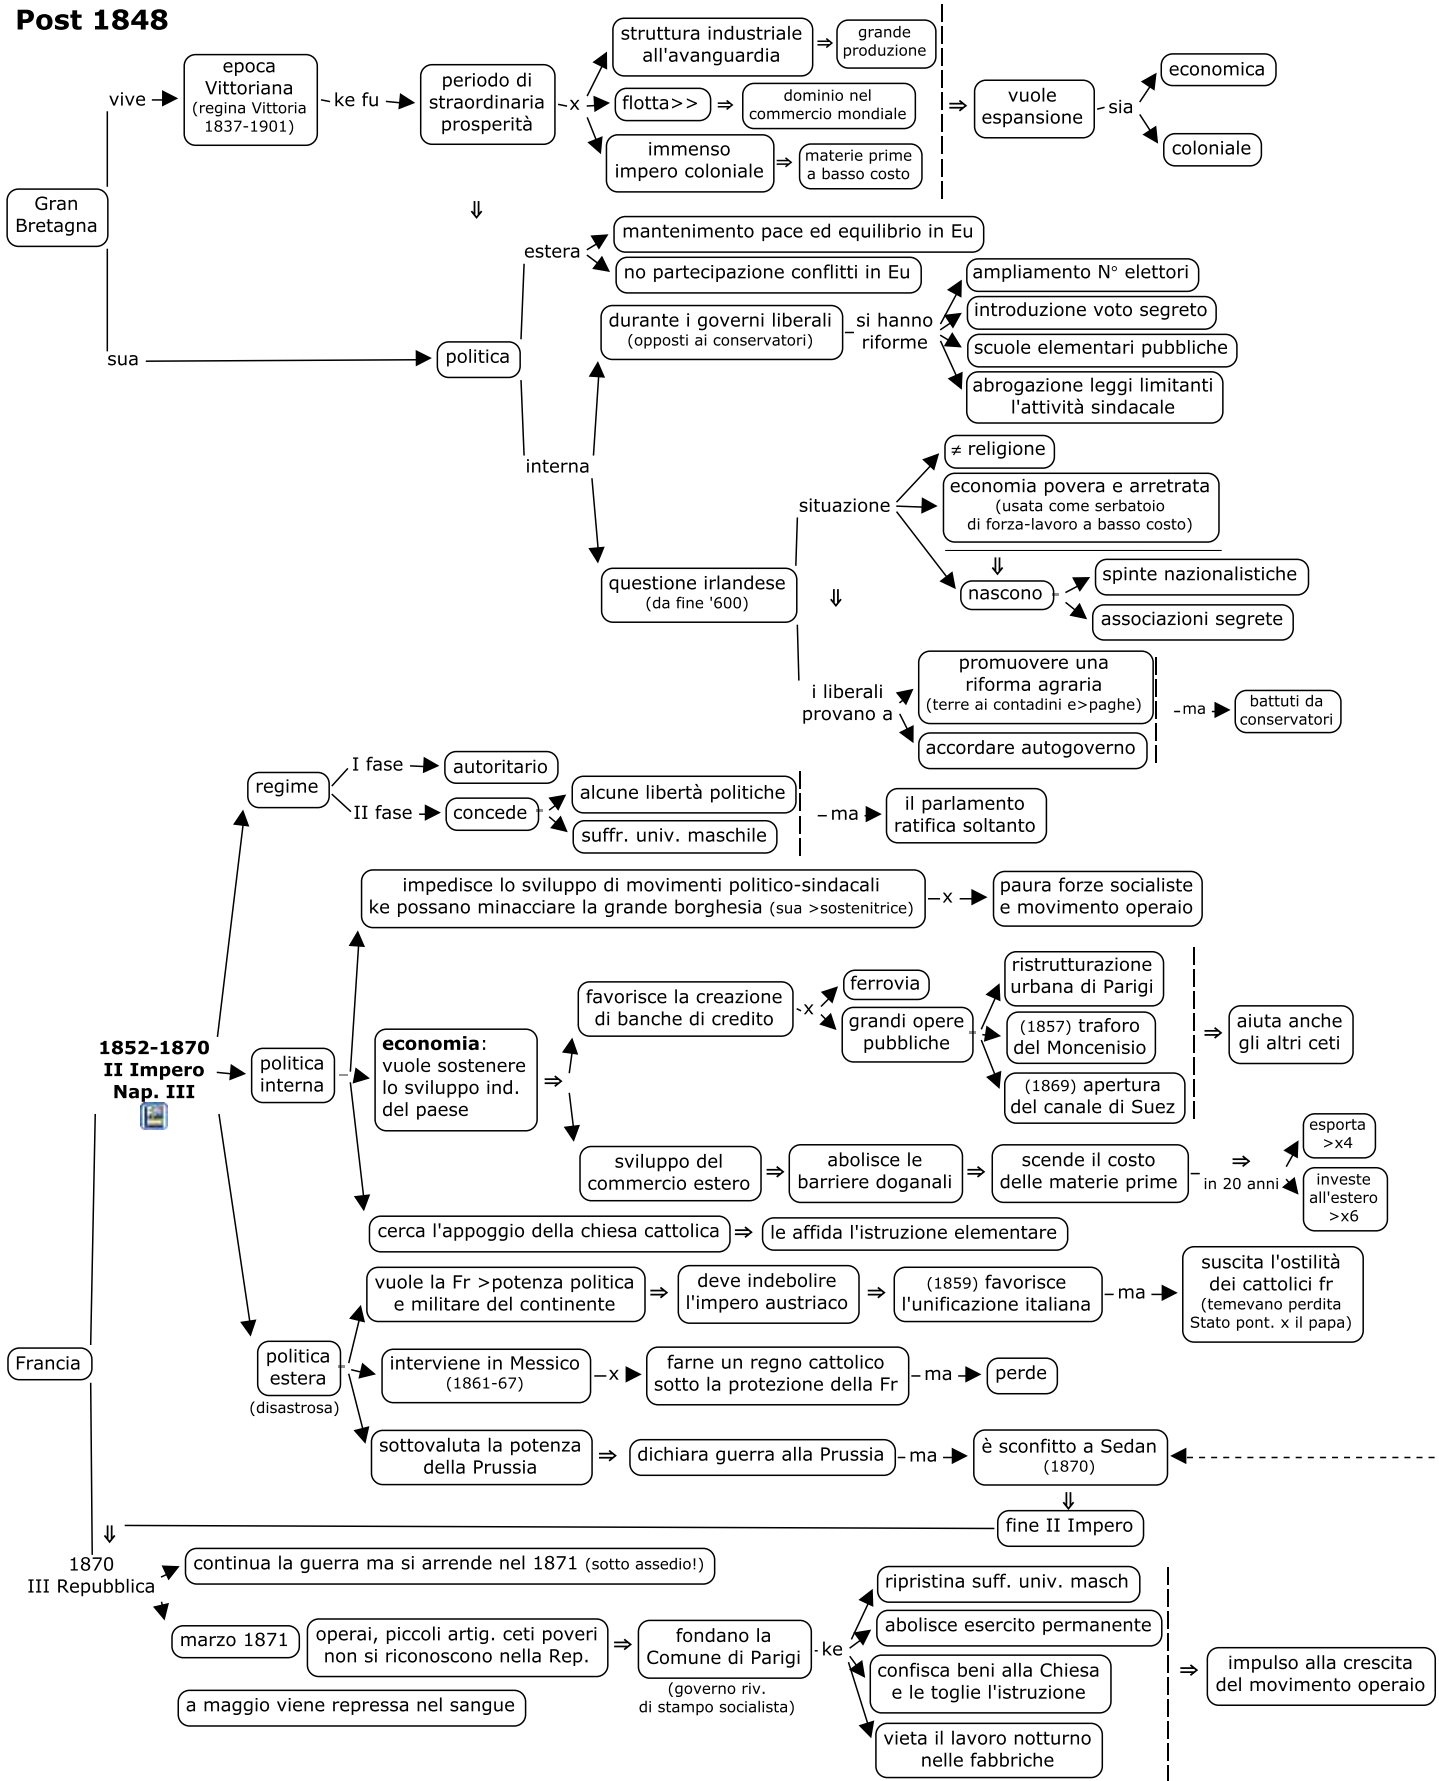 Post 1848
Gran
Bretagna
vive
epoca
Vittoriana
(regina Vittoria
1837-1901)
ke fu
periodo di
straordinaria
prosperità
x
struttura industriale
all'avanguardia
⇒
grande
produzione
flotta>>
⇒
dominio nel
commercio mondiale
immenso
impero coloniale
⇒
materie prime
a basso costo
⇒
vuole
espansione
sia
economica
coloniale
⇓
sua
politica
estera
mantenimento pace ed equilibrio in Eu
no partecipazione conflitti in Eu
interna
durante i governi liberali
(opposti ai conservatori)
si hanno
riforme
ampliamento N° elettori
introduzione voto segreto
scuole elementari pubbliche
abrogazione leggi limitanti
l'attività sindacale
questione irlandese
(da fine '600)
situazione
≠ religione
economia povera e arretrata
(usata come serbatoio
di forza-lavoro a basso costo)
⇓
nascono
spinte nazionalistiche
associazioni segrete
⇓
i liberali
provano a
promuovere una
riforma agraria
(terre ai contadini e>paghe)
accordare autogoverno
ma
battuti da
conservatori
Francia
1852-1870
II Impero
Nap. III
regime
I fase
autoritario
II fase
concede
alcune libertà politiche
suffr. univ. maschile
ma
il parlamento
ratifica soltanto
politica
interna
impedisce lo sviluppo di movimenti politico-sindacali
ke possano minacciare la grande borghesia (sua >sostenitrice)
x
paura forze socialiste
e movimento operaio
economia:
vuole sostenere
lo sviluppo ind.
del paese
⇒
favorisce la creazione
di banche di credito
x
ferrovia
grandi opere
pubbliche
ristrutturazione
urbana di Parigi
(1857) traforo
del Moncenisio
(1869) apertura
del canale di Suez
⇒
aiuta anche
gli altri ceti
sviluppo del
commercio estero
⇒
abolisce le
barriere doganali
⇒
scende il costo
delle materie prime
⇒
in 20 anni
esporta
>x4
investe
all'estero
>x6
cerca l'appoggio della chiesa cattolica
⇒
le affida l'istruzione elementare
politica
estera
(disastrosa)
vuole la Fr >potenza politica
e militare del continente
⇒
deve indebolire
l'impero austriaco
⇒
(1859) favorisce
l'unificazione italiana
ma
suscita l'ostilità
dei cattolici fr
(temevano perdita
Stato pont. x il papa)
interviene in Messico
(1861-67)
x
farne un regno cattolico
sotto la protezione della Fr
ma
perde
sottovaluta la potenza
della Prussia
⇒
dichiara guerra alla Prussia
ma
è sconfitto a Sedan
(1870)
⇓
fine II Impero
⇓
1870
III Repubblica
continua la guerra ma si arrende nel 1871 (sotto assedio!)
marzo 1871
operai, piccoli artig. ceti poveri
non si riconoscono nella Rep.
⇒
fondano la
Comune di Parigi
(governo riv.
di stampo socialista)
ke
ripristina suff. univ. masch
abolisce esercito permanente
confisca beni alla Chiesa
e le toglie l'istruzione
vieta il lavoro notturno
nelle fabbriche
⇒
impulso alla crescita
del movimento operaio
a maggio viene repressa nel sangue